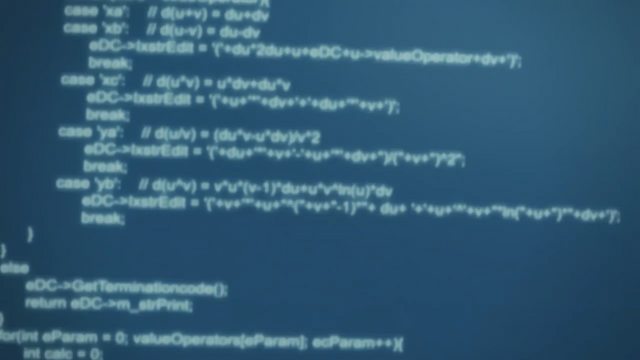 case 'xa': // d(u+v) = du+dv
case 'xb': // d(u-v) = du-dv
eDC->lxstrEdit = '('+du*2du+u+eDC+u->valueOperator+dv+')';
break;
case 'xc': // d(u*v) = u*dv+du*v
eDC->lxstrEdit = '('+u+'*'+dv+'+'+du+'*'+v+')';
break;
case 'ya': // d(u/v) = (du*v-u*dv)/v^2
eDC->lxstrEdit = '('+du+'*'+v+'-'+u+'*'+dv+')/('+v+')^2';
break;
case 'yb': // d(u^v) = v*u^(v-1)*du+u^v*ln(u)*dv
eDC->lxstrEdit =
break;
}
}
else
eDC->GetTerminationcode();
return eDC->m_strPrint;
}
for(int eParam = 0; valueOperators[eParam]; ecParam++){
int calc = 0;